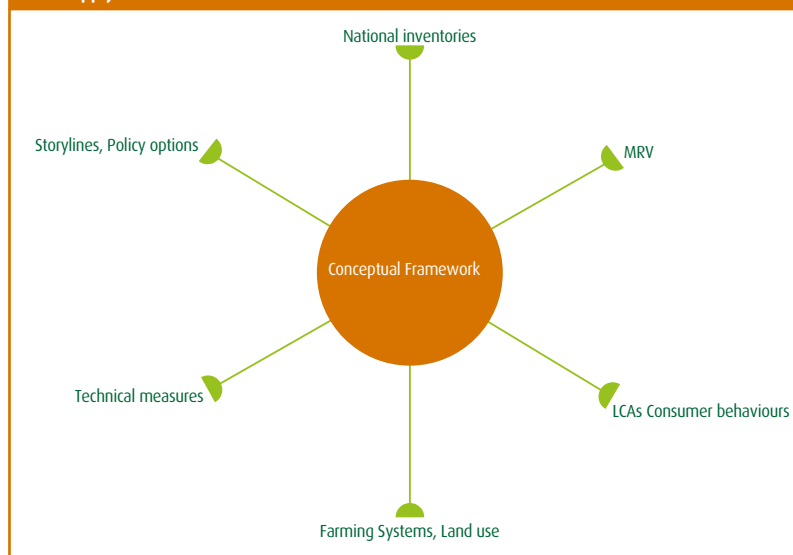 National inventories
Storylines, Policy options
MRV
Conceptual Framework
Technical measures
LCAs Consumer behaviours
Farming Systems, Land use